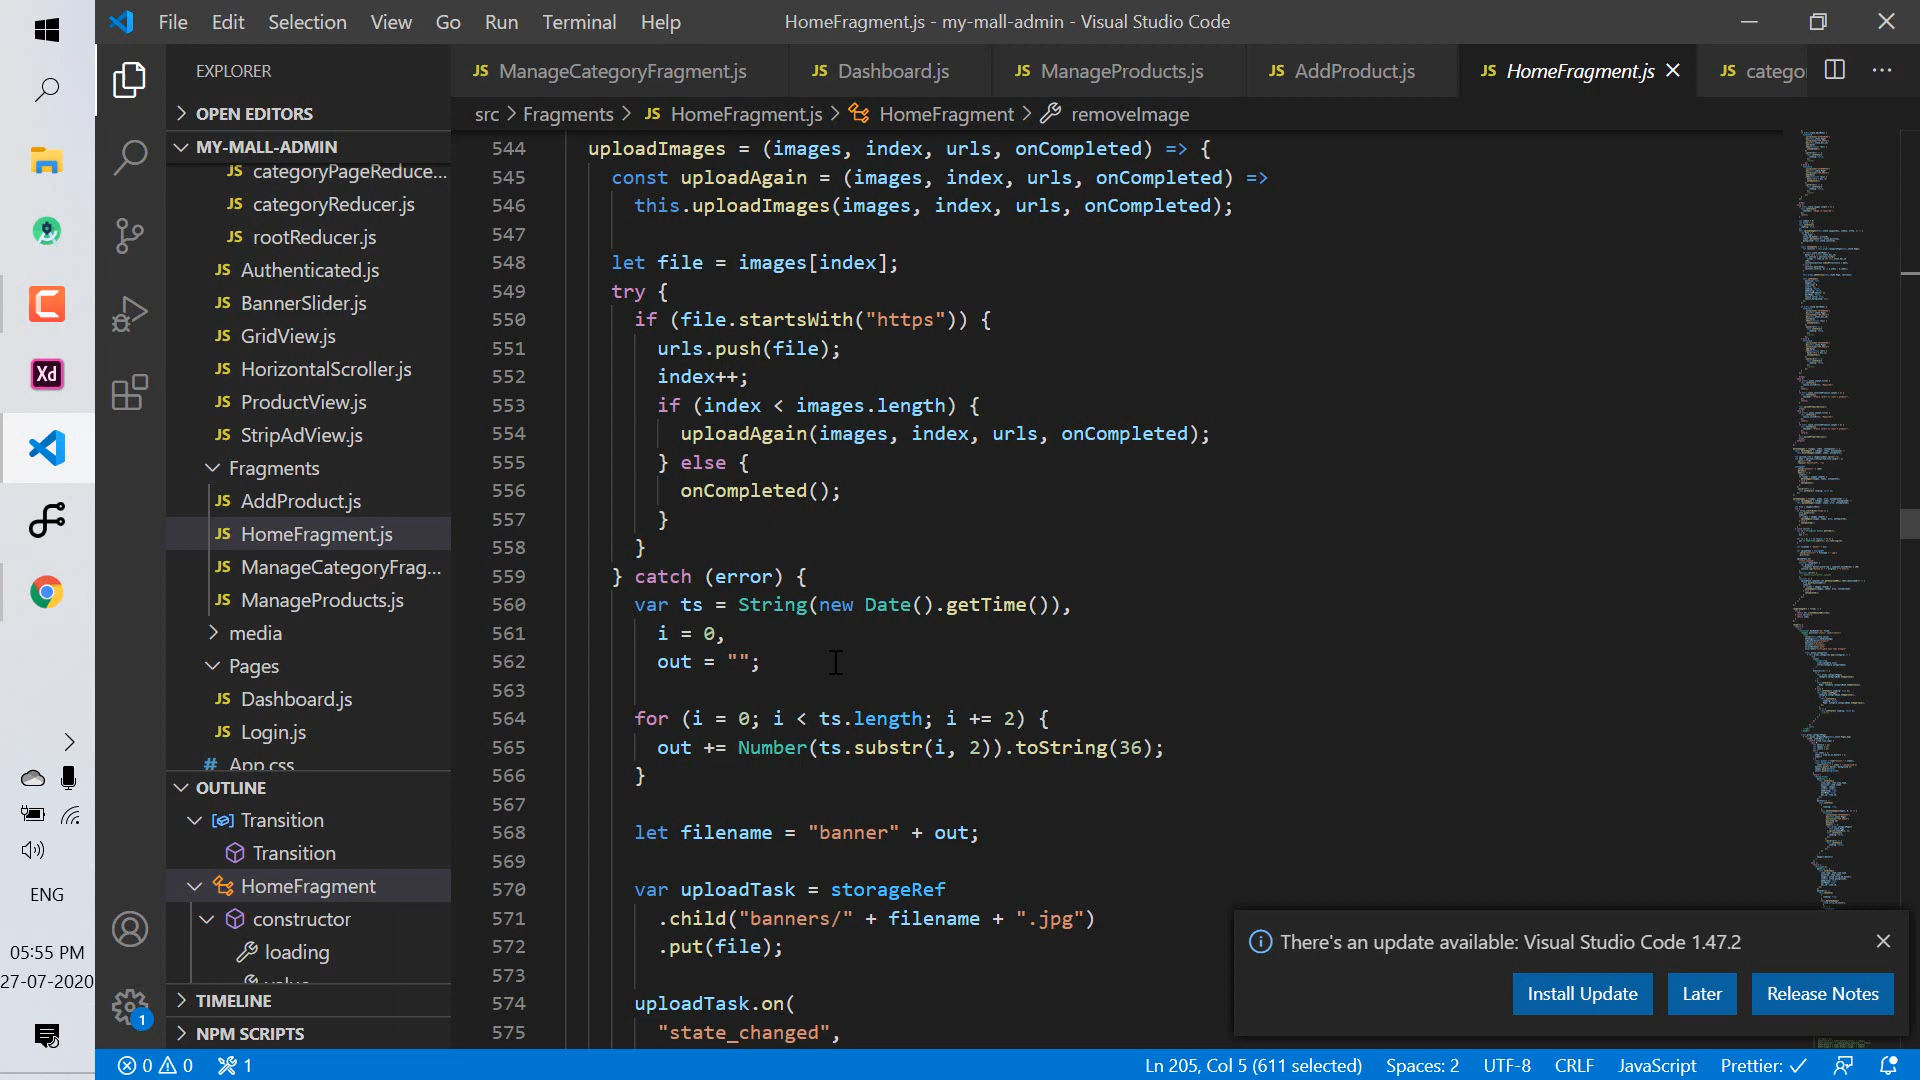 File Edit Selection View Go Run Terminal Help
HomeFragment.js - my-mall-admin - Visual Studio Code
EXPLORER
JS ManageCategoryFragment.js
JS Dashboard.js
JS ManageProducts.js
JS AddProduct.js
JS HomeFragment.js
JS catego
OPEN EDITORS
src > Fragments > JS HomeFragment.js > HomeFragment > removeImage
MY-MALL-ADMIN
JS categoryPageReduce...
JS categoryReducer.js
JS rootReducer.js
JS Authenticated.js
JS BannerSlider.js
JS GridView.js
JS HorizontalScroller.js
JS ProductView.js
JS StripAdView.js
Fragments
JS AddProduct.js
JS HomeFragment.js
JS ManageCategoryFrag...
JS ManageProducts.js
media
Pages
JS Dashboard.js
JS Login.js
# App.css
OUTLINE
Transition
Transition
HomeFragment
constructor
loading
TIMELINE
NPM SCRIPTS
544 uploadImages = (images, index, urls, onCompleted) => {
545 const uploadAgain = (images, index, urls, onCompleted) =>
546 this.uploadImages(images, index, urls, onCompleted);
547
548 let file = images[index];
549 try {
550 if (file.startsWith("https")) {
551 urls.push(file);
552 index++;
553 if (index < images.length) {
554 uploadAgain(images, index, urls, onCompleted);
555 } else {
556 onCompleted();
557 }
558 }
559 } catch (error) {
560 var ts = String(new Date().getTime()),
561 i = 0,
562 out = "";
563
564 for (i = 0; i < ts.length; i += 2) {
565 out += Number(ts.substr(i, 2)).toString(36);
566 }
567
568 let filename = "banner" + out;
569
570 var uploadTask = storageRef
571 .child("banners/" + filename + ".jpg")
572 .put(file);
573
574 uploadTask.on(
575 "state_changed",
There's an update available: Visual Studio Code 1.47.2
Install Update
Later
Release Notes
Xd
ENG
05:55 PM
27-07-2020
1
0 0 1
Ln 205, Col 5 (611 selected)
Spaces: 2
UTF-8
CRLF
JavaScript
Prettier: ✓